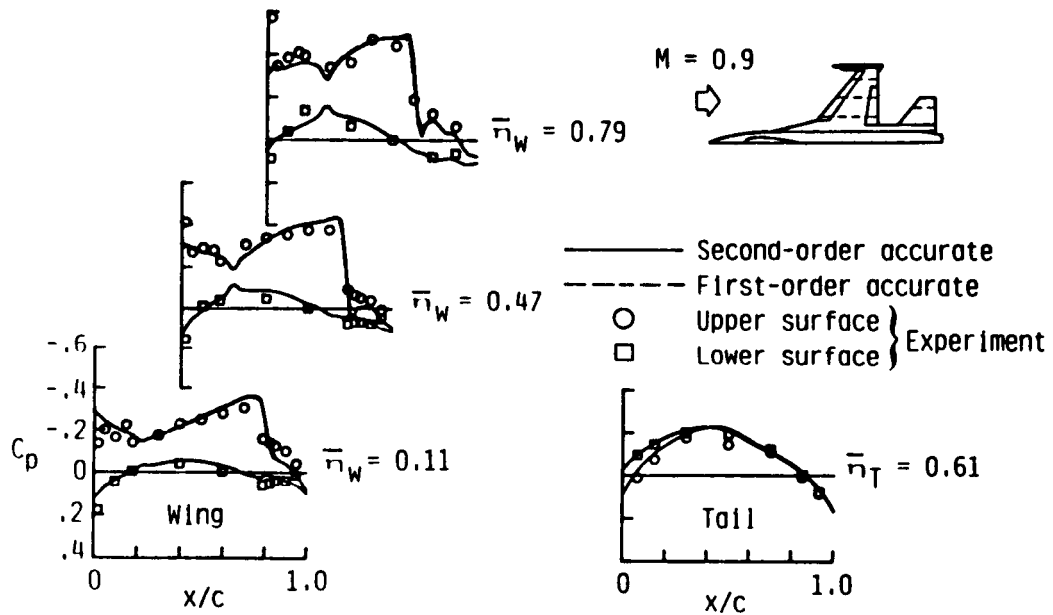 M = 0.9
η̄W = 0.79
Second-order accurate
First-order accurate
Upper surface
Lower surface
Experiment
η̄W = 0.47
-.6
-.4
-.2
0
.2
.4
Cp
η̄W = 0.11
Wing
0
1.0
x/c
η̄T = 0.61
Tail
0
1.0
x/c